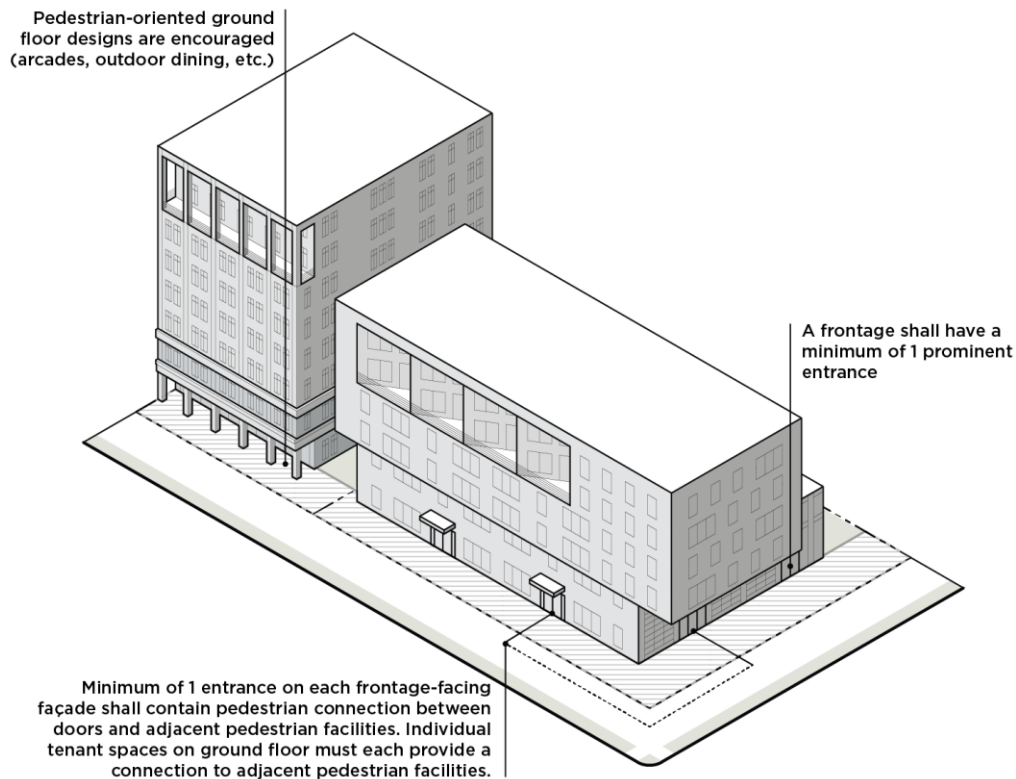 Pedestrian-oriented ground
floor designs are encouraged
(arcades, outdoor dining, etc.)
A frontage shall have a
minimum of 1 prominent
entrance
Minimum of 1 entrance on each frontage-facing
façade shall contain pedestrian connection between
doors and adjacent pedestrian facilities. Individual
tenant spaces on ground floor must each provide a
connection to adjacent pedestrian facilities.